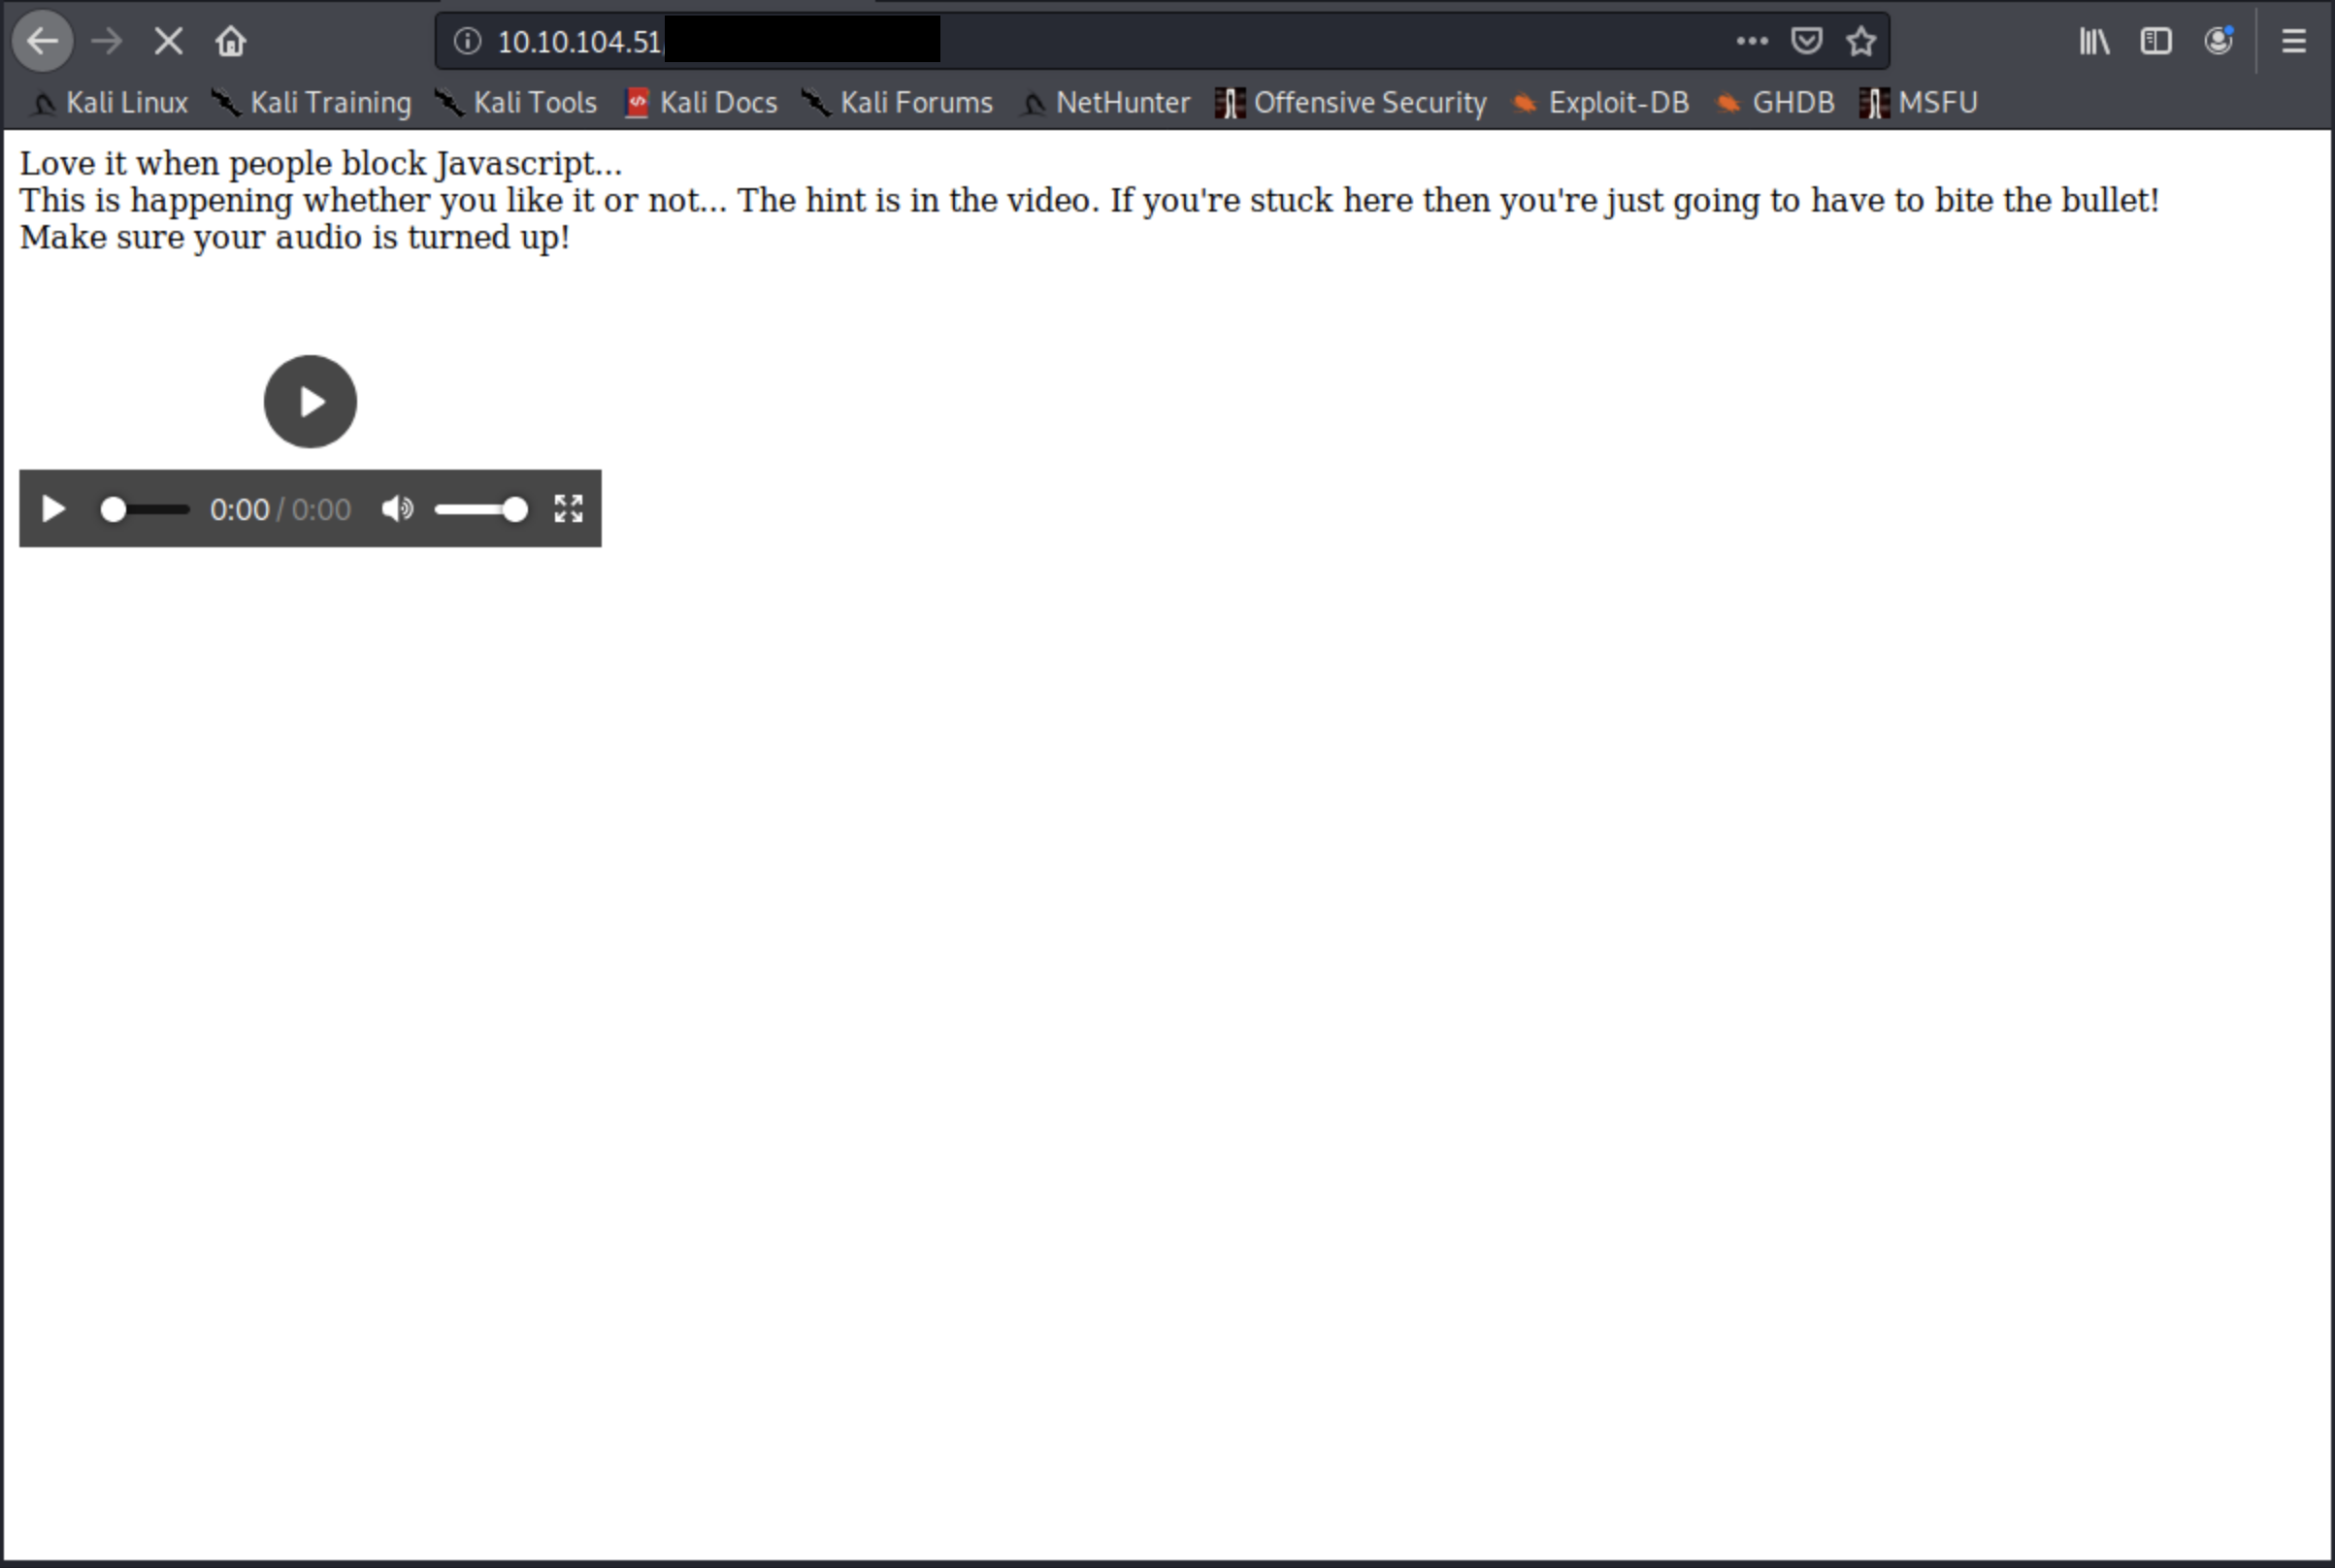 10.10.104.51
Kali Linux Kali Training Kali Tools Kali Docs Kali Forums NetHunter Offensive Security Exploit-DB GHDB MSFU
Love it when people block Javascript...
This is happening whether you like it or not... The hint is in the video. If you're stuck here then you're just going to have to bite the bullet!
Make sure your audio is turned up!
0:00 / 0:00